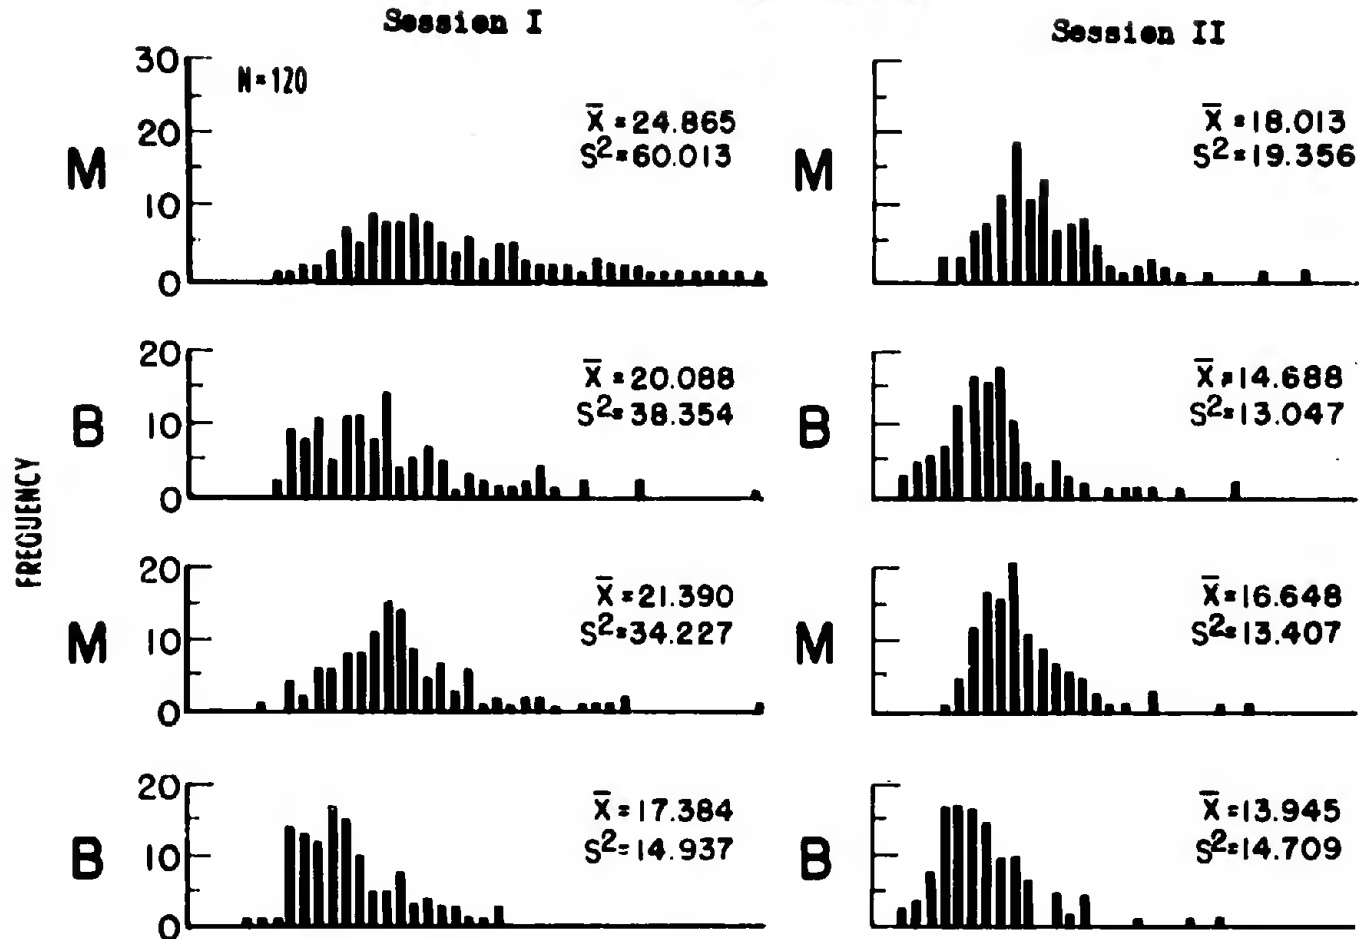 Session I
Session II
FREQUENCY
M
30
20
10
0
N=120
X̄=24.865
S²=60.013
M
X̄=18.013
S²=19.356
B
20
10
0
X̄=20.088
S²=38.354
B
X̄=14.688
S²=13.047
M
20
10
0
X̄=21.390
S²=34.227
M
X̄=16.648
S²=13.407
B
20
10
0
X̄=17.384
S²=14.937
B
X̄=13.945
S²=14.709